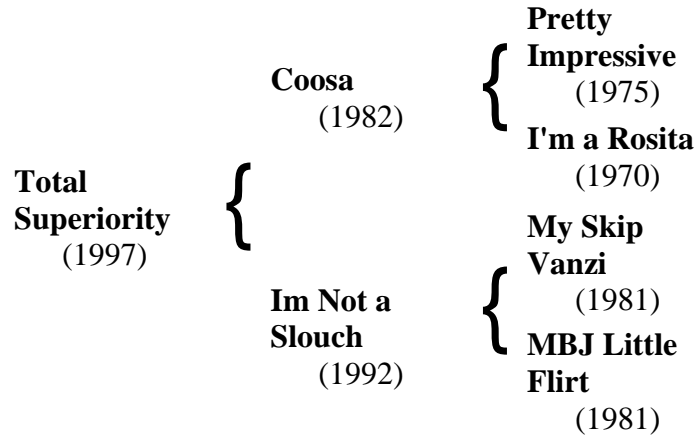 Total
Superiority
(1997)
{
Coosa
(1982)
{
Pretty
Impressive
(1975)
I'm a Rosita
(1970)
Im Not a
Slouch
(1992)
{
My Skip
Vanzi
(1981)
MBJ Little
Flirt
(1981)